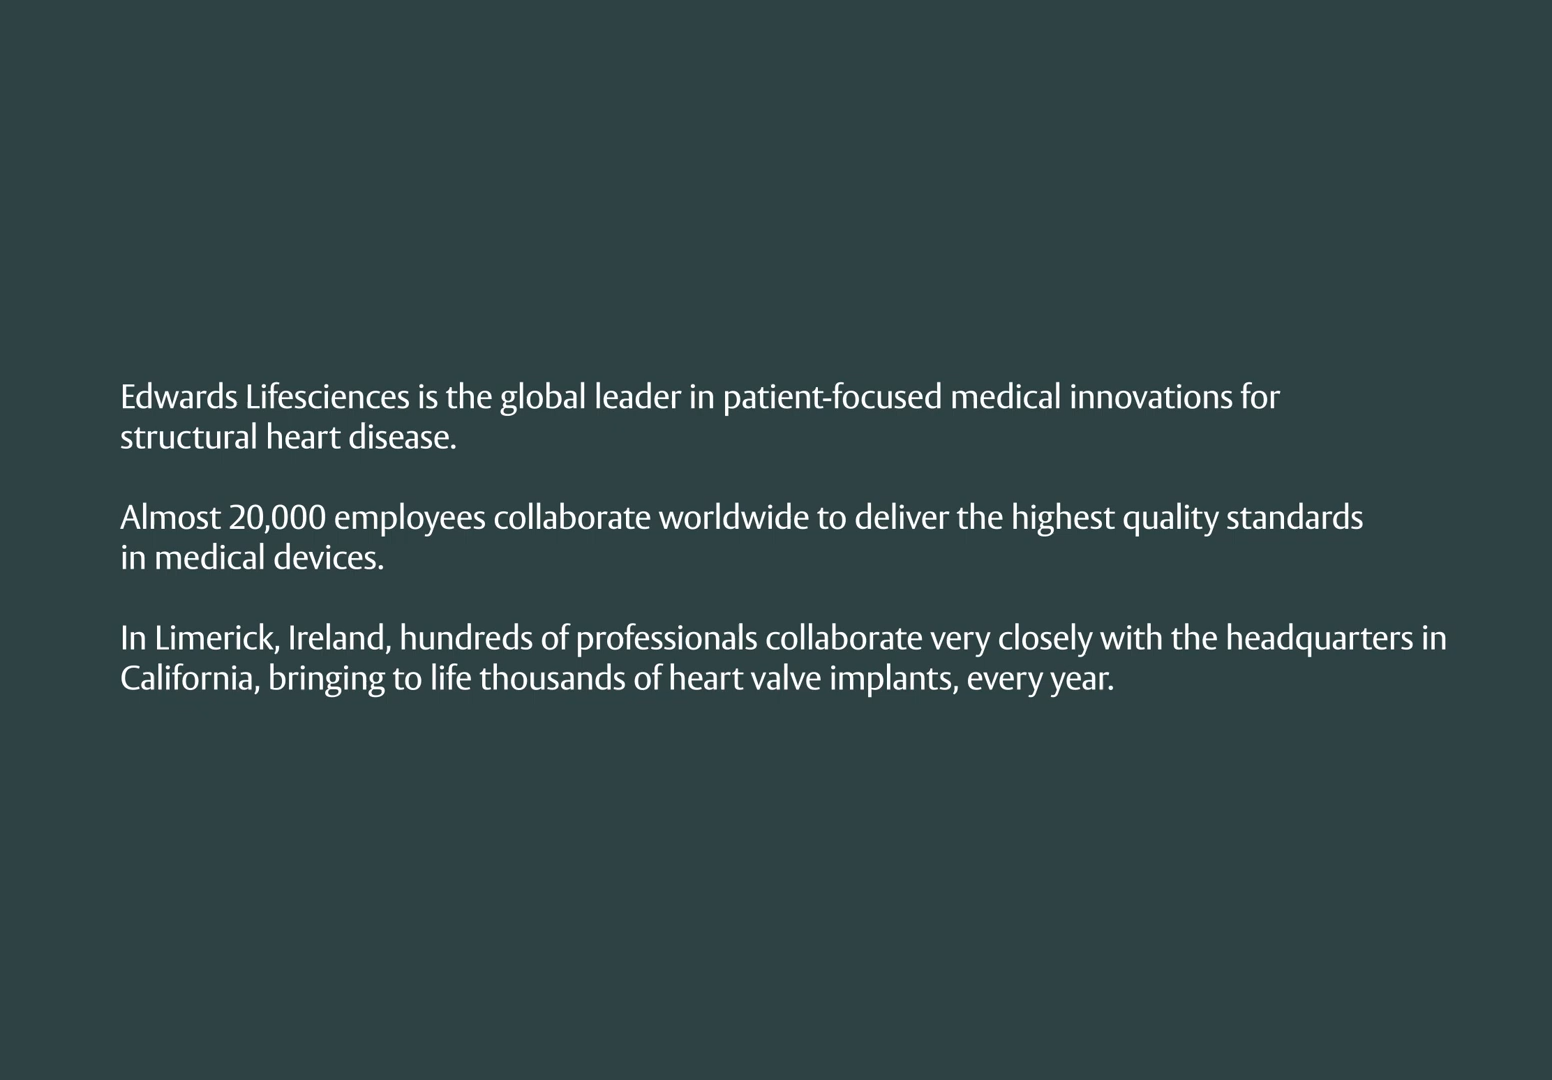 Edwards Lifesciences is the global leader in patient-focused medical innovations for
structural heart disease.
Almost 20,000 employees collaborate worldwide to deliver the highest quality standards
in medical devices.
In Limerick, Ireland, hundreds of professionals collaborate very closely with the headquarters in
California, bringing to life thousands of heart valve implants, every year.